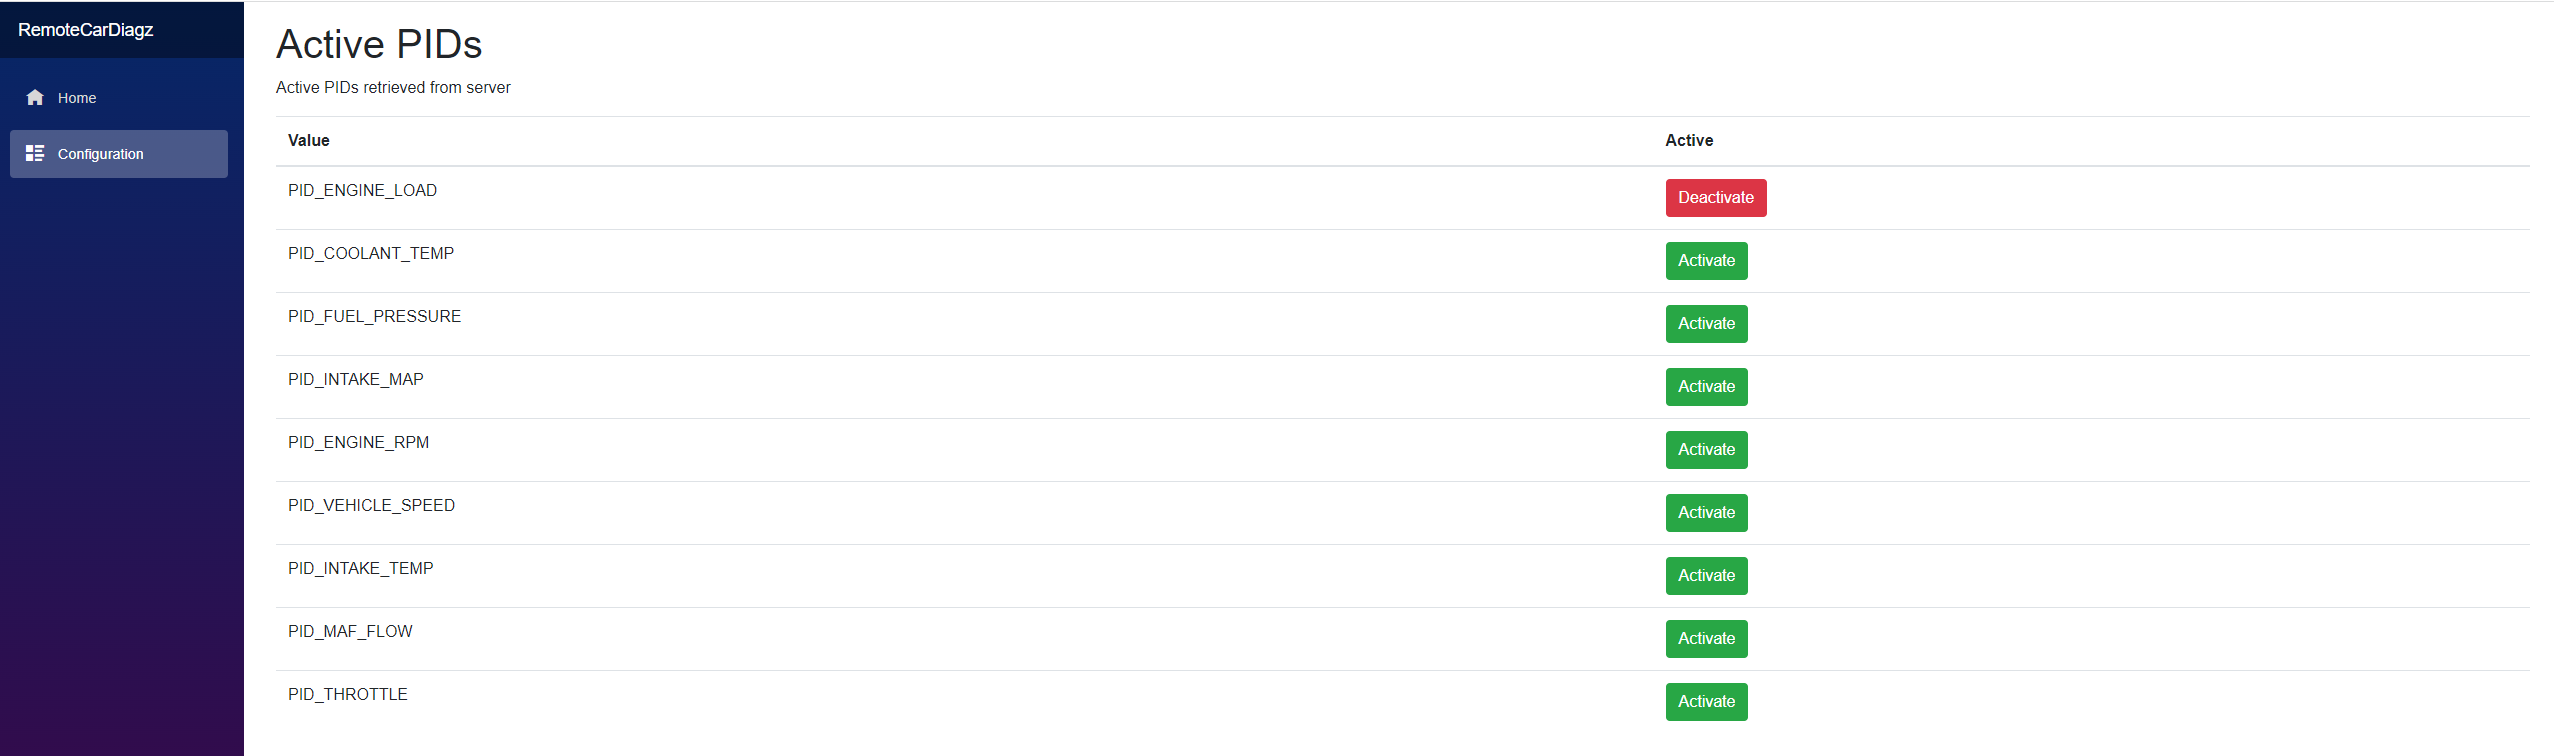 RemoteCarDiagz
Home
Configuration
Active PIDs
Active PIDs retrieved from server
Value Active
PID_ENGINE_LOAD Deactivate
PID_COOLANT_TEMP Activate
PID_FUEL_PRESSURE Activate
PID_INTAKE_MAP Activate
PID_ENGINE_RPM Activate
PID_VEHICLE_SPEED Activate
PID_INTAKE_TEMP Activate
PID_MAF_FLOW Activate
PID_THROTTLE Activate